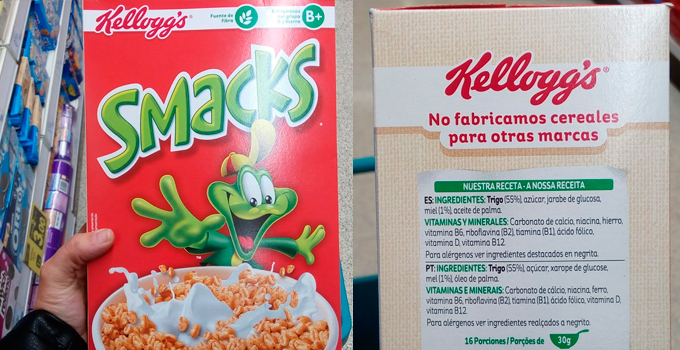 Kellogg's
Fuente de
fibra
B+
SMACKS
TM
Kellogg's®
No fabricamos cereales
para otras marcas
NUESTRA RECETA - A NOSSA RECEITA
ES: INGREDIENTES: Trigo (55%), azúcar, jarabe de glucosa,
miel (1%), aceite de palma.
VITAMINAS Y MINERALES: Carbonato de calcio, niacina, hierro,
vitamina B6, riboflavina (B2), tiamina (B1), ácido fólico,
vitamina D, vitamina B12.
Para alérgenos ver ingredientes destacados en negrita.
PT: INGREDIENTES: Trigo (55%), açúcar, xarope de glucose,
mel (1%), óleo de palma.
VITAMINAS E MINERAIS: Carbonato de cálcio, niacina, ferro,
vitamina B6, riboflavina (B2), tiamina (B1), ácido fólico, vitamina D,
vitamina B12.
Para alérgenos ver ingredientes realçados a negrito.
16 Porciones / Porções de 30g